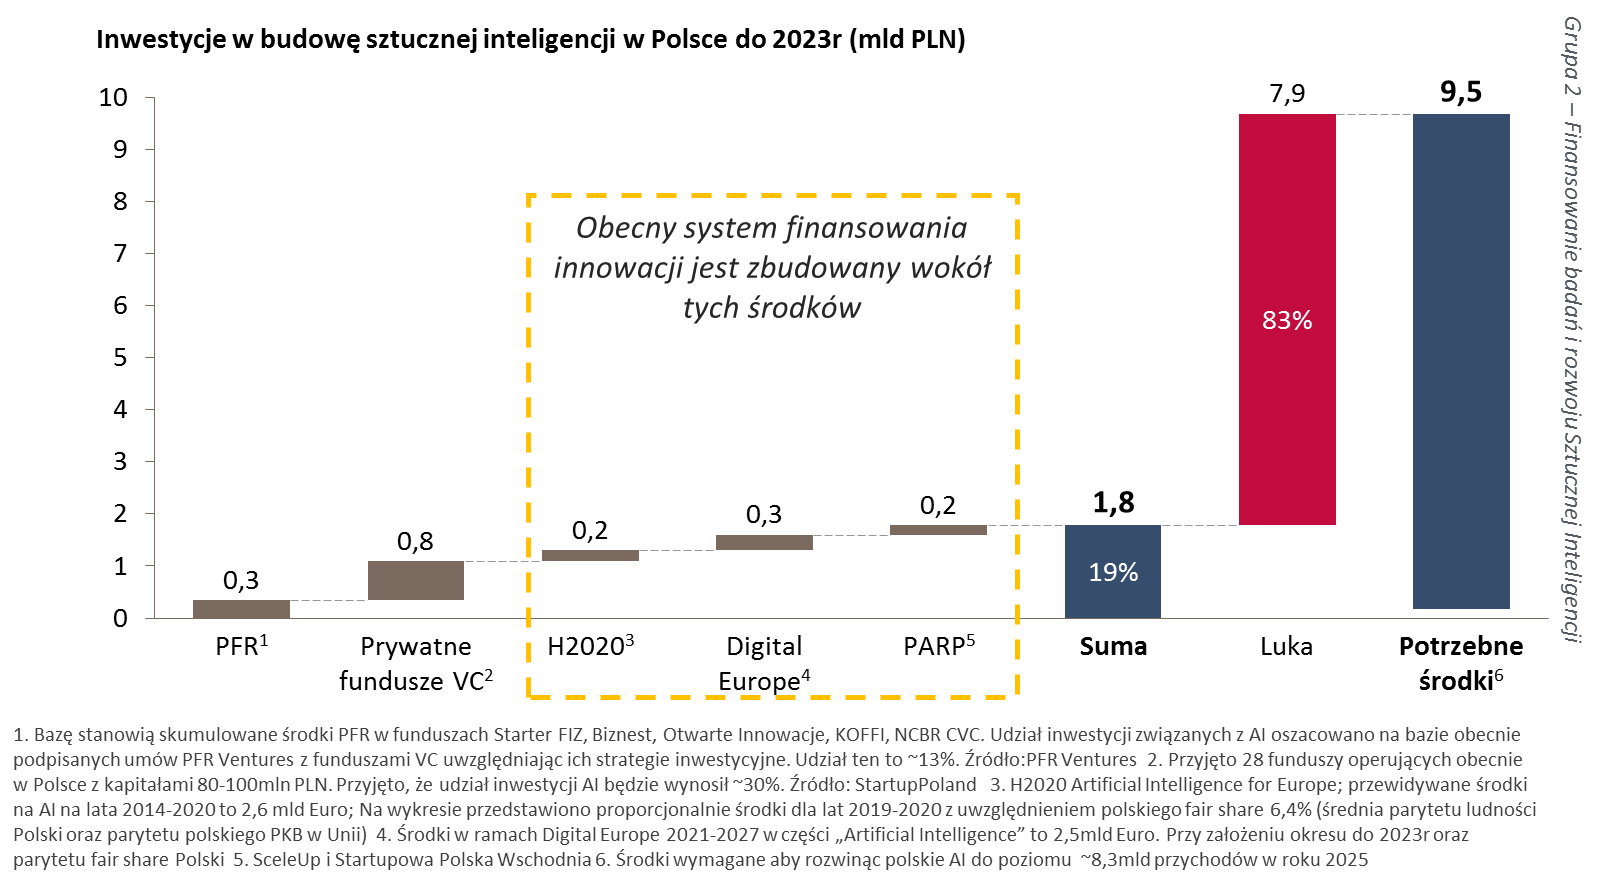 Inwestycje w budowę sztucznej inteligencji w Polsce do 2023r (mld PLN)
Grupa 2 – Finansowanie badań i rozwoju Sztucznej Inteligencji
10
9
8
7
6
5
4
3
2
1
0
Obecny system finansowania
innowacji jest zbudowany wokół
tych środków
0,3
0,8
0,2
0,3
0,2
1,8
19%
7,9
83%
9,5
PFR1
Prywatne
fundusze VC2
H20203
Digital
Europe4
PARP5
Suma
Luka
Potrzebne
środki6
1. Bazę stanowią skumulowane środki PFR w funduszach Starter FIZ, Biznest, Otwarte Innowacje, KOFFI, NCBR CVC. Udział inwestycji związanych z AI oszacowano na bazie obecnie
podpisanych umów PFR Ventures z funduszami VC uwzględniając ich strategie inwestycyjne. Udział ten to ~13%. Źródło:PFR Ventures 2. Przyjęto 28 funduszy operujących obecnie
w Polsce z kapitałami 80-100mln PLN. Przyjęto, że udział inwestycji AI będzie wynosił ~30%. Źródło: StartupPoland 3. H2020 Artificial Intelligence for Europe; przewidywane środki
na AI na lata 2014-2020 to 2,6 mld Euro; Na wykresie przedstawiono proporcjonalnie środki dla lat 2019-2020 z uwzględnieniem polskiego fair share 6,4% (średnia parytetu ludności
Polski oraz parytetu polskiego PKB w Unii) 4. Środki w ramach Digital Europe 2021-2027 w części „Artificial Intelligence” to 2,5mld Euro. Przy założeniu okresu do 2023r oraz
parytetu fair share Polski 5. SceleUp i Startupowa Polska Wschodnia 6. Środki wymagane aby rozwinąc polskie AI do poziomu ~8,3mld przychodów w roku 2025